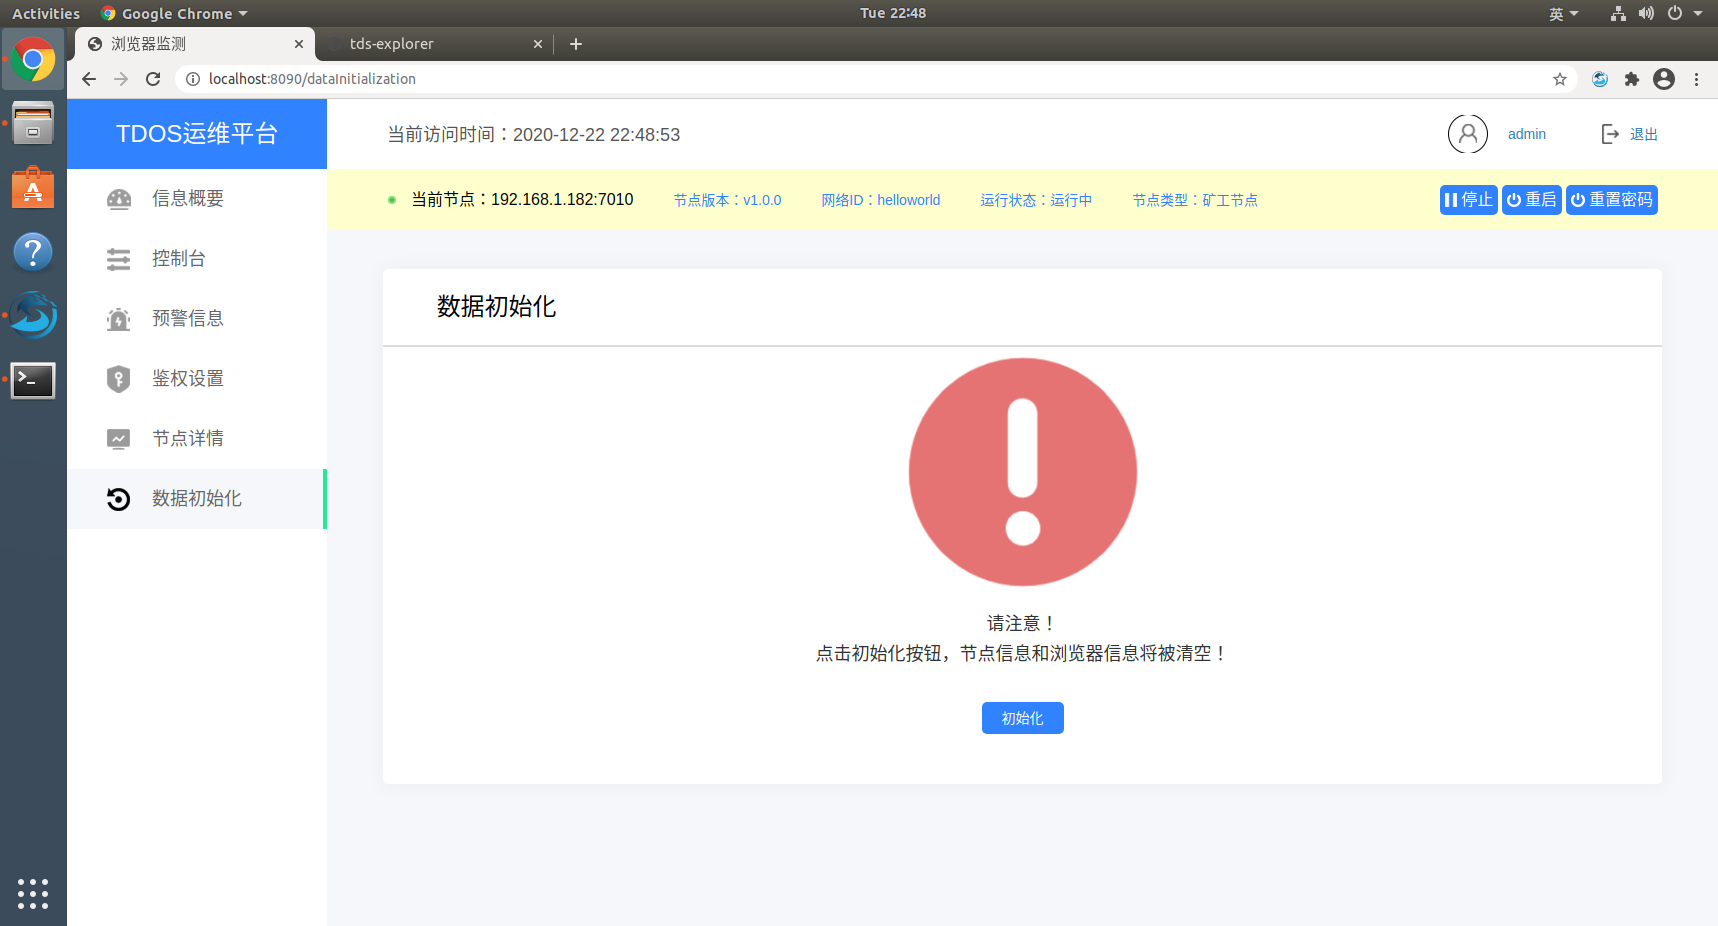 Activities Google Chrome Tue 22:48 英
浏览器监测 tds-explorer
localhost:8090/dataInitialization
TDOS运维平台 当前访问时间：2020-12-22 22:48:53 admin 退出
当前节点：192.168.1.182:7010 节点版本：v1.0.0 网络ID：helloworld 运行状态：运行中 节点类型：矿工节点 停止 重启 重置密码
信息概要
控制台
预警信息
鉴权设置
节点详情
数据初始化
数据初始化
请注意！
点击初始化按钮，节点信息和浏览器信息将被清空！
初始化